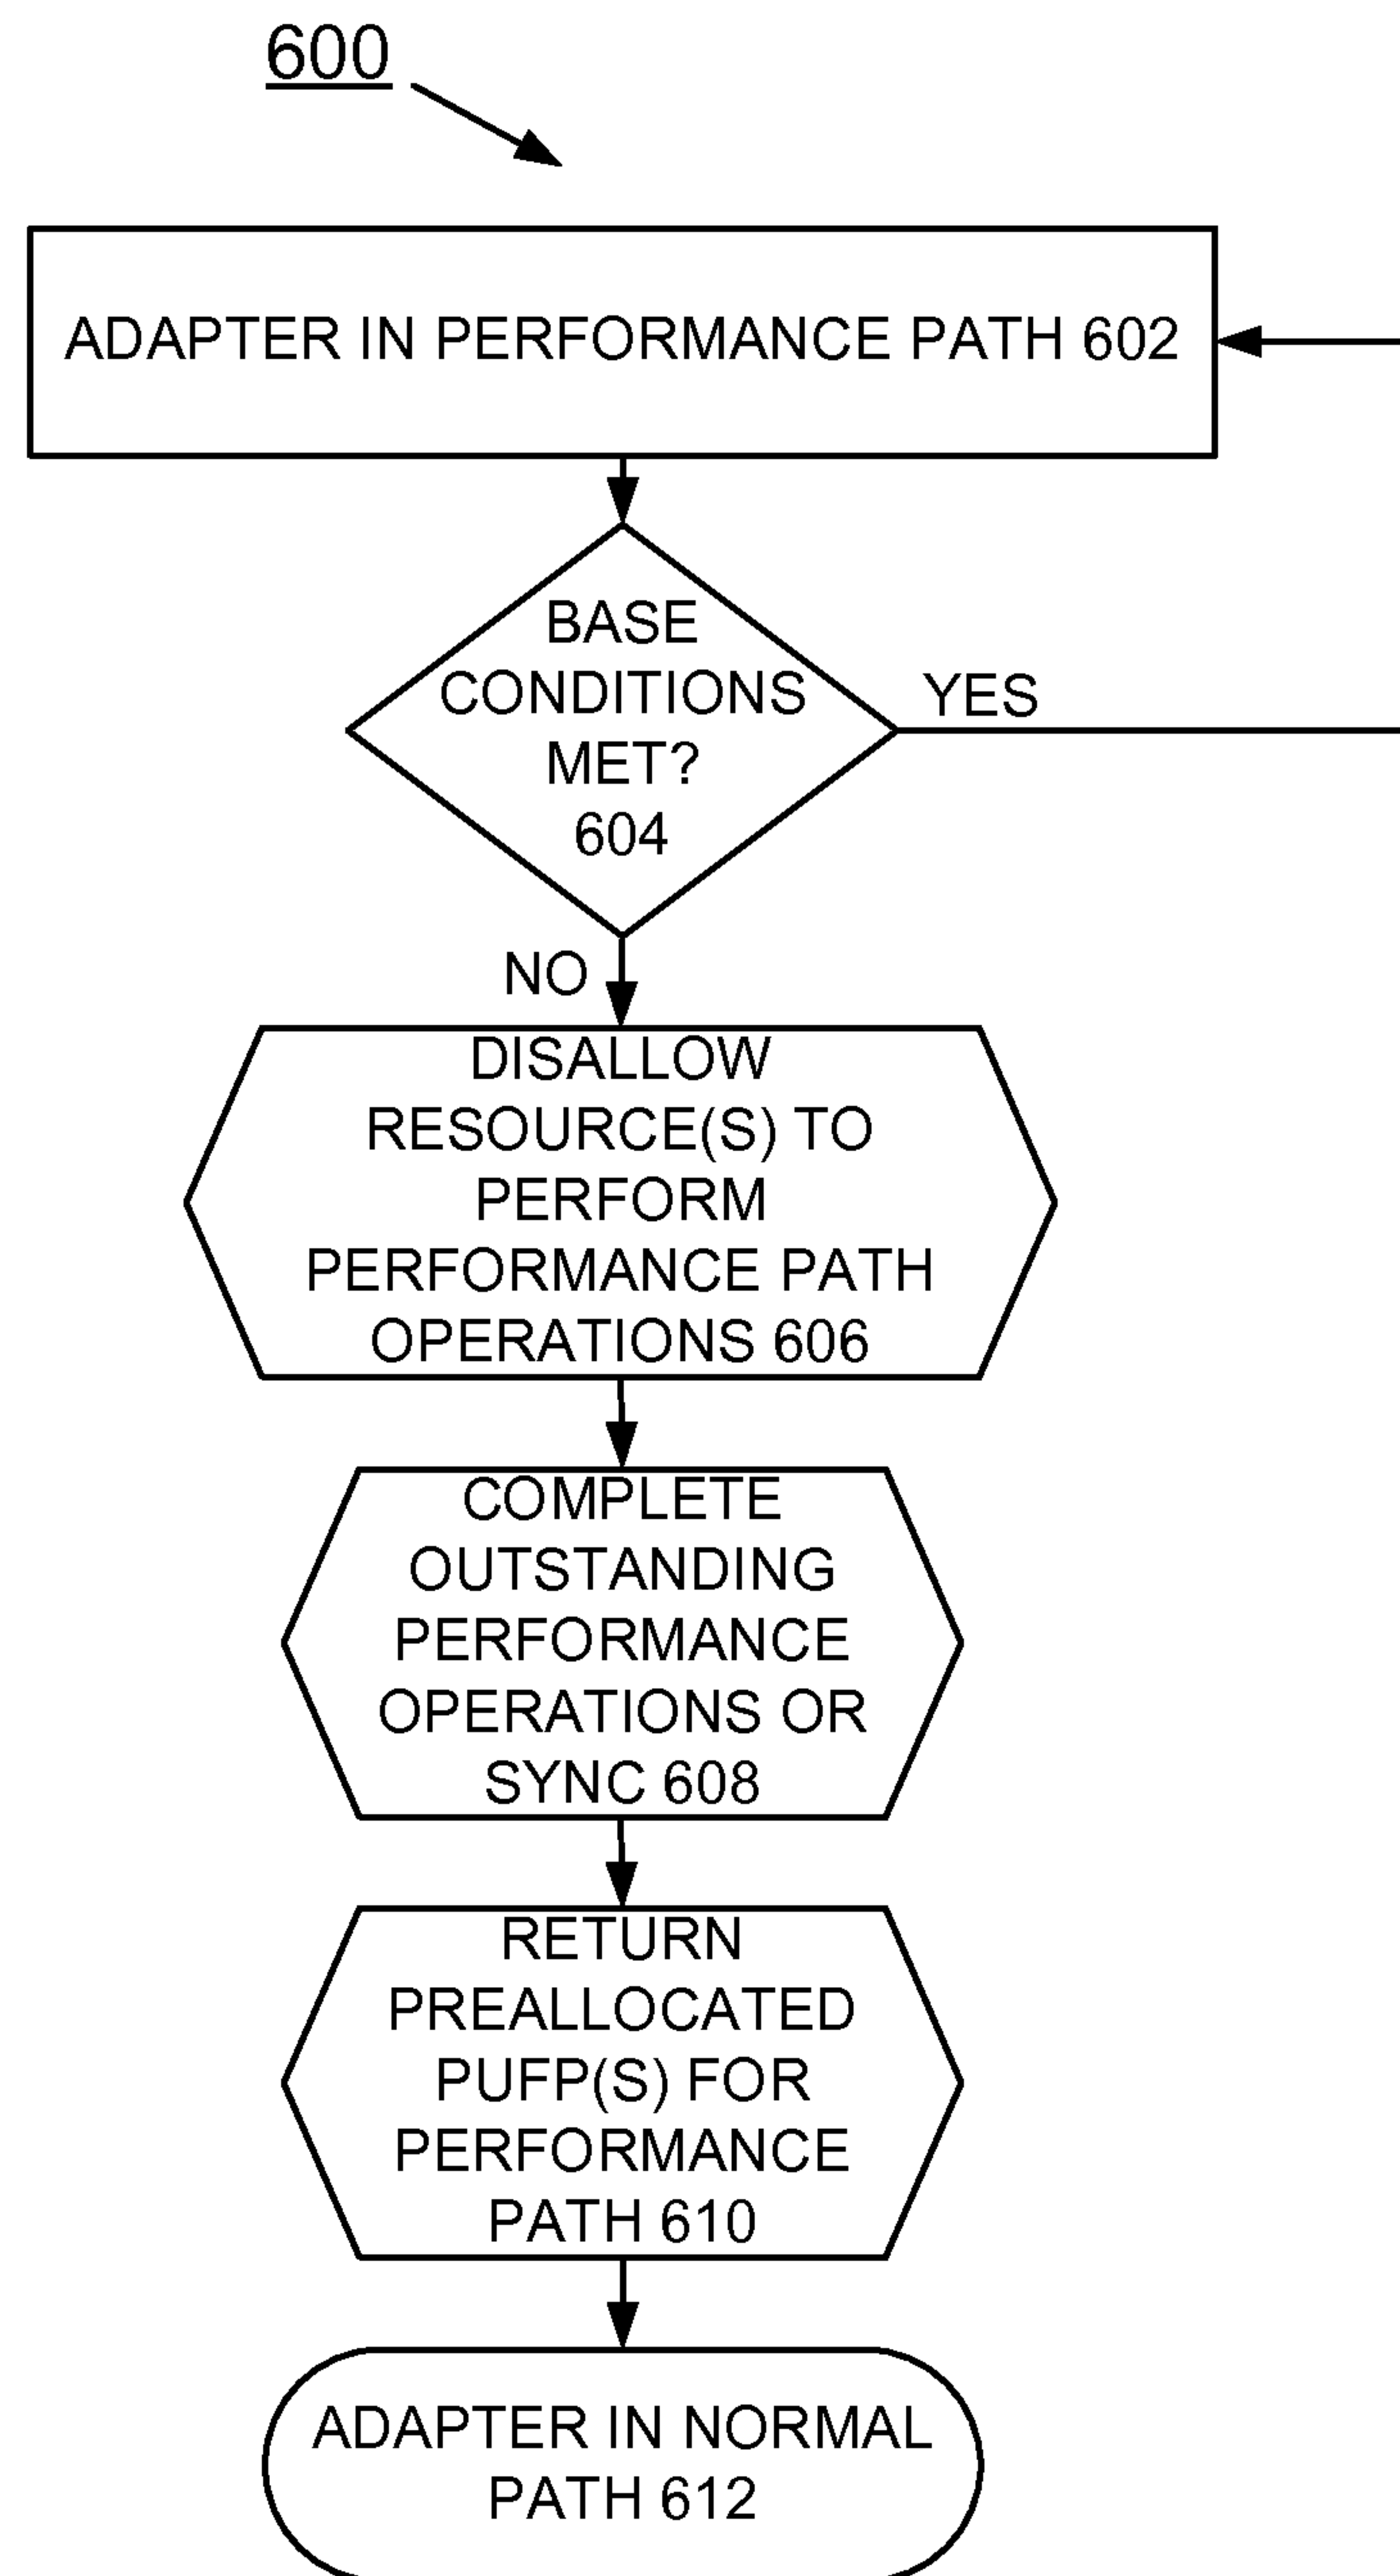 600
ADAPTER IN PERFORMANCE PATH 602
BASE
CONDITIONS
MET?
604
YES
NO
DISALLOW
RESOURCE(S) TO
PERFORM
PERFORMANCE PATH
OPERATIONS 606
COMPLETE
OUTSTANDING
PERFORMANCE
OPERATIONS OR
SYNC 608
RETURN
PREALLOCATED
PUFP(S) FOR
PERFORMANCE
PATH 610
ADAPTER IN NORMAL
PATH 612